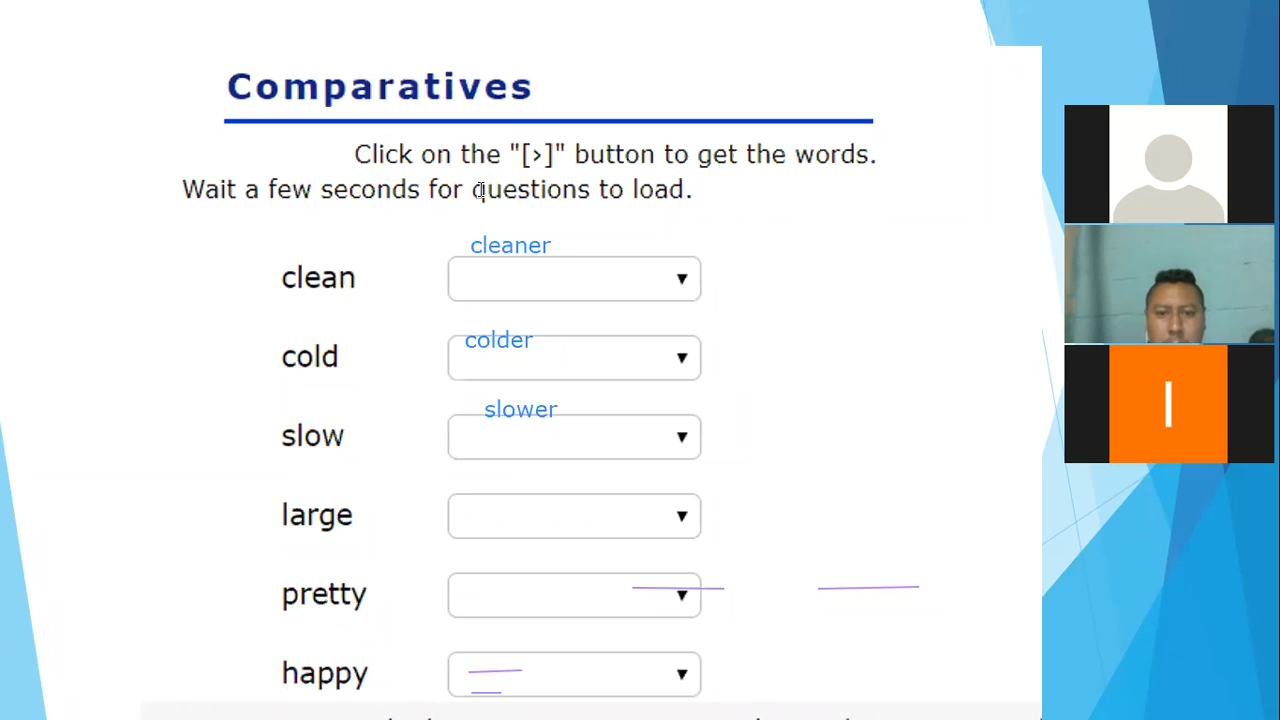 Comparatives
Click on the "[›]" button to get the words.
Wait a few seconds for questions to load.
cleaner
clean
colder
cold
slower
slow
large
pretty
happy
I